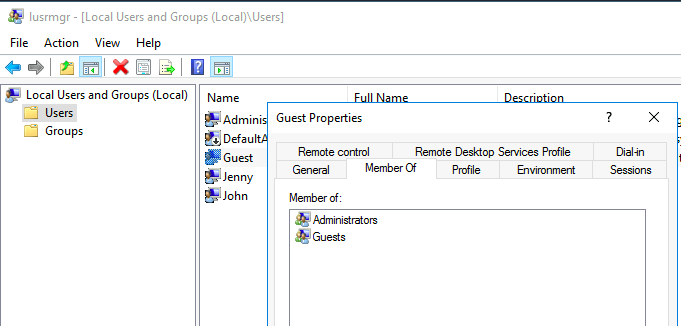 lusrmgr - [Local Users and Groups (Local)\Users]
File Action View Help
Local Users and Groups (Local)
Users
Groups
Name Full Name Description
Adminis
DefaultA
Guest
Jenny
John
Guest Properties
Remote control Remote Desktop Services Profile Dial-in
General Member Of Profile Environment Sessions
Member of:
Administrators
Guests